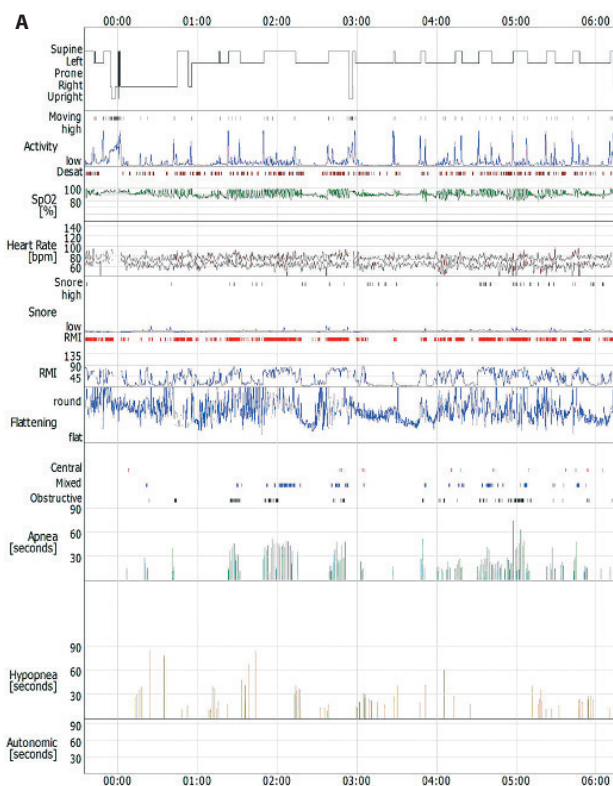 A
00:00 01:00 02:00 03:00 04:00 05:00 06:00
Supine
Left
Prone
Right
Upright
Moving
high
Activity
low
Desat
100
SpO2 80
[%]
140
120
Heart Rate 100
[bpm] 80
60
Snore
high
Snore
low
RMI
135
90
RMI 45
round
Flattening
flat
Central
Mixed
Obstructive
90
Apnea 60
[seconds]
30
90
Hypopnea 60
[seconds]
30
Autonomic 90
[seconds] 60
30
00:00 01:00 02:00 03:00 04:00 05:00 06:00